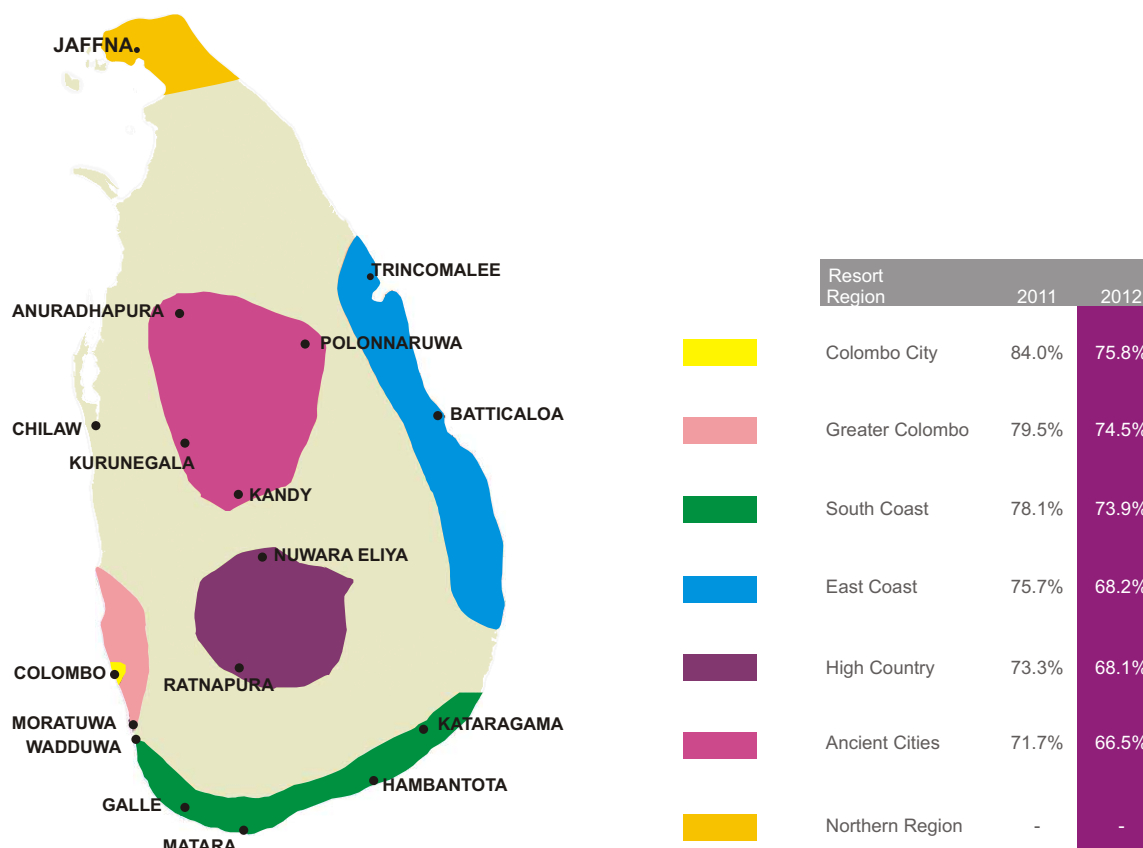 JAFFNA
TRINCOMALEE
ANURADHAPURA
POLONNARUWA
BATTICALOA
CHILAW
KURUNEGALA
KANDY
NUWARA ELIYA
COLOMBO
RATNAPURA
MORATUWA
KATARAGAMA
WADDUWA
HAMBANTOTA
GALLE
MATARA
Resort
Region 2011 2012
Colombo City 84.0% 75.8%
Greater Colombo 79.5% 74.5%
South Coast 78.1% 73.9%
East Coast 75.7% 68.2%
High Country 73.3% 68.1%
Ancient Cities 71.7% 66.5%
Northern Region - -